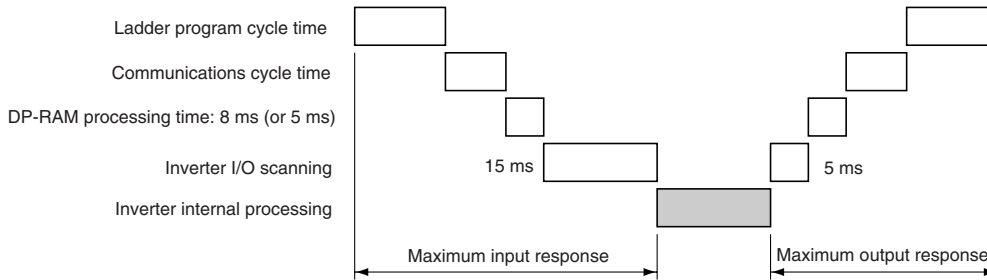 Ladder program cycle time
Communications cycle time
DP-RAM processing time: 8 ms (or 5 ms)
Inverter I/O scanning
15 ms
5 ms
Inverter internal processing
Maximum input response
Maximum output response